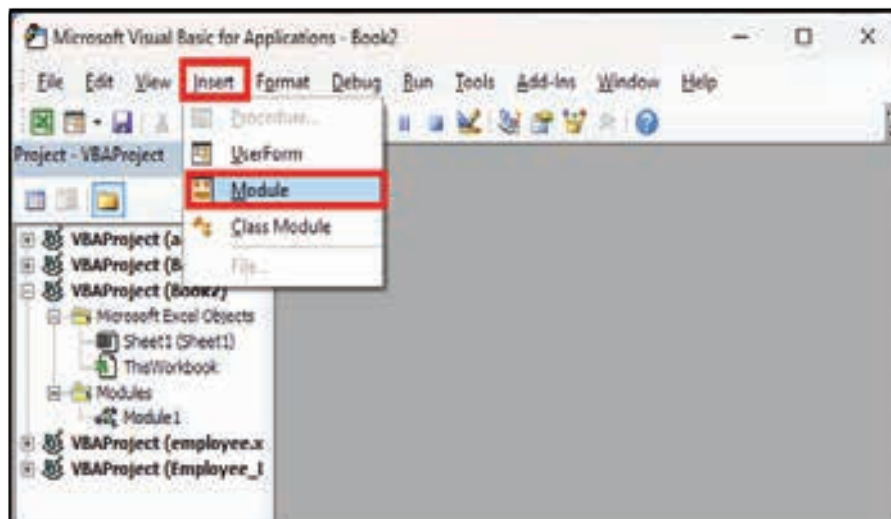 Microsoft Visual Basic for Applications - Book2
File Edit View Insert Format Debug Run Tools Add-Ins Window Help
Procedure...
Project - VBAProject
UserForm
Module
Class Module
File...
VBAProject (a
VBAProject (B
VBAProject (Book2)
Microsoft Excel Objects
Sheet1 (Sheet1)
ThisWorkbook
Modules
Module1
VBAProject (employee.x
VBAProject (Employee_I